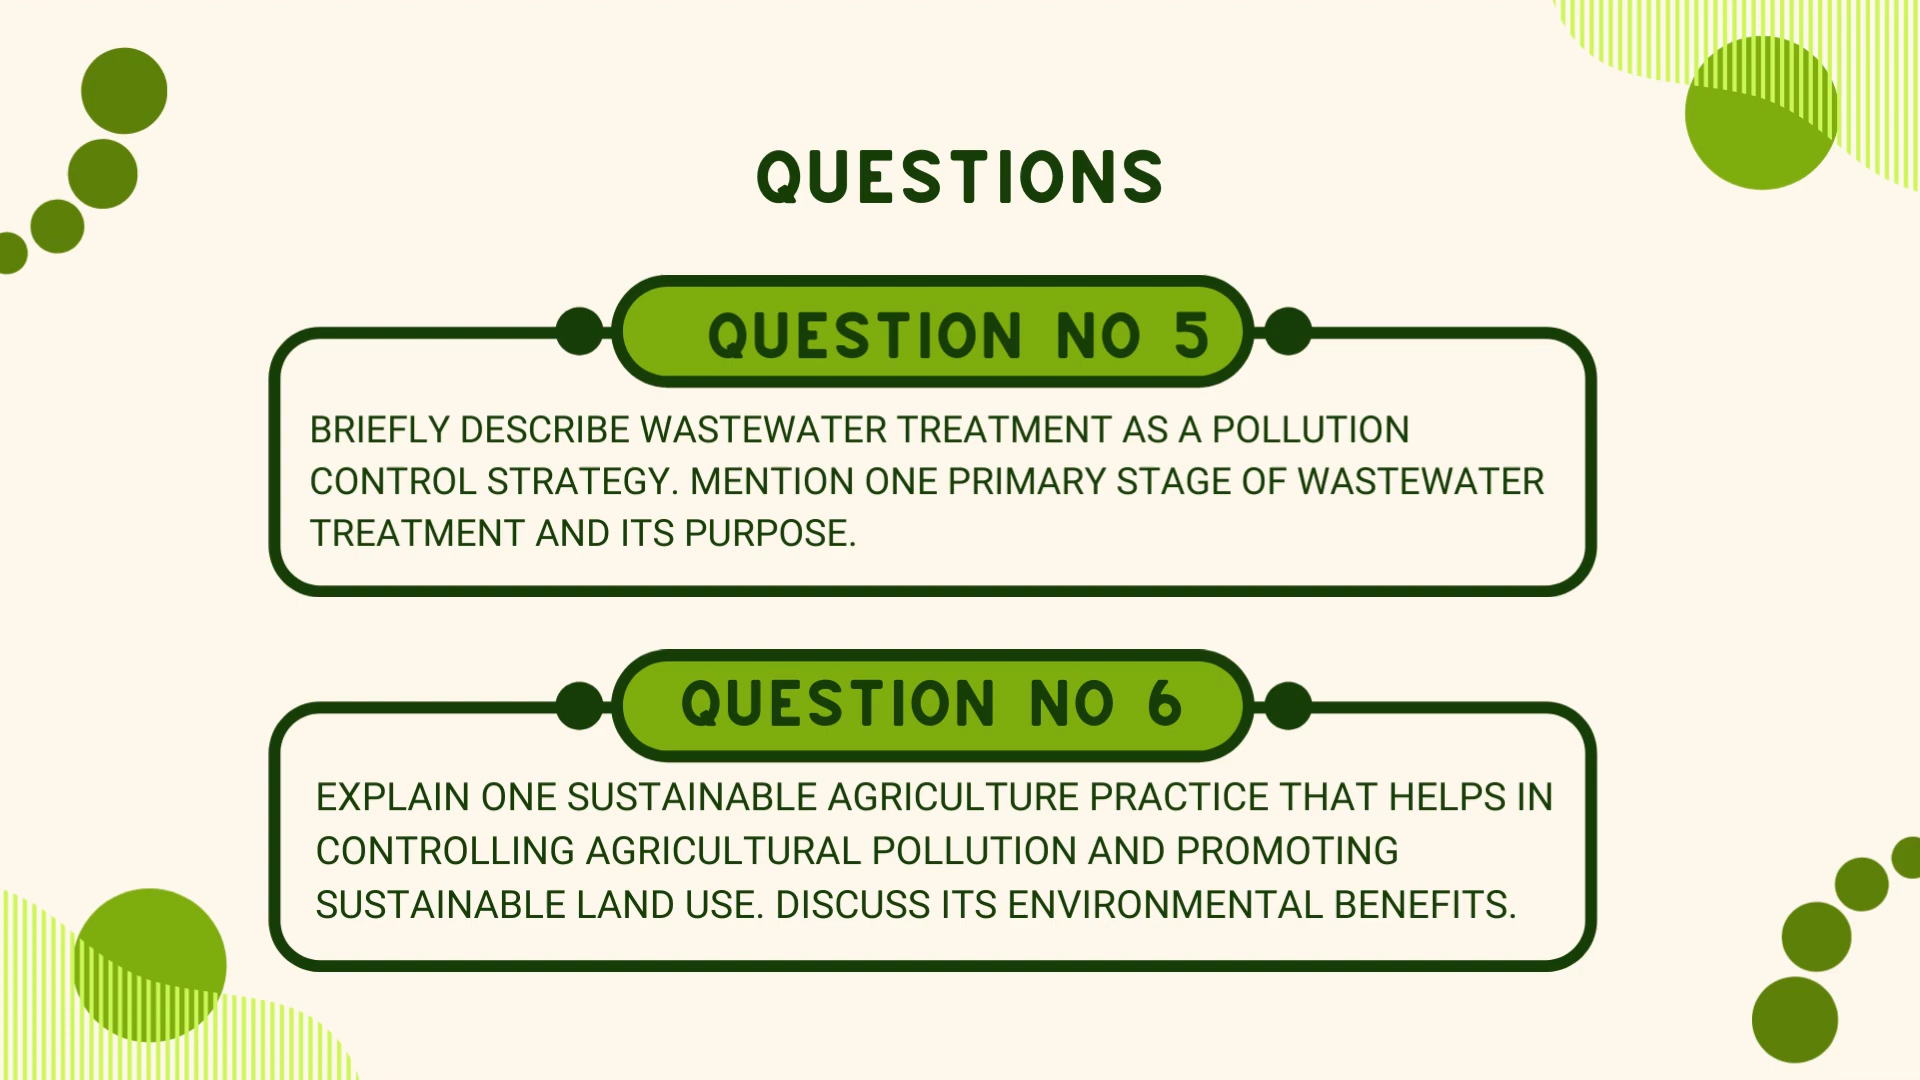 QUESTIONS
QUESTION NO 5
BRIEFLY DESCRIBE WASTEWATER TREATMENT AS A POLLUTION
CONTROL STRATEGY. MENTION ONE PRIMARY STAGE OF WASTEWATER
TREATMENT AND ITS PURPOSE.
QUESTION NO 6
EXPLAIN ONE SUSTAINABLE AGRICULTURE PRACTICE THAT HELPS IN
CONTROLLING AGRICULTURAL POLLUTION AND PROMOTING
SUSTAINABLE LAND USE. DISCUSS ITS ENVIRONMENTAL BENEFITS.